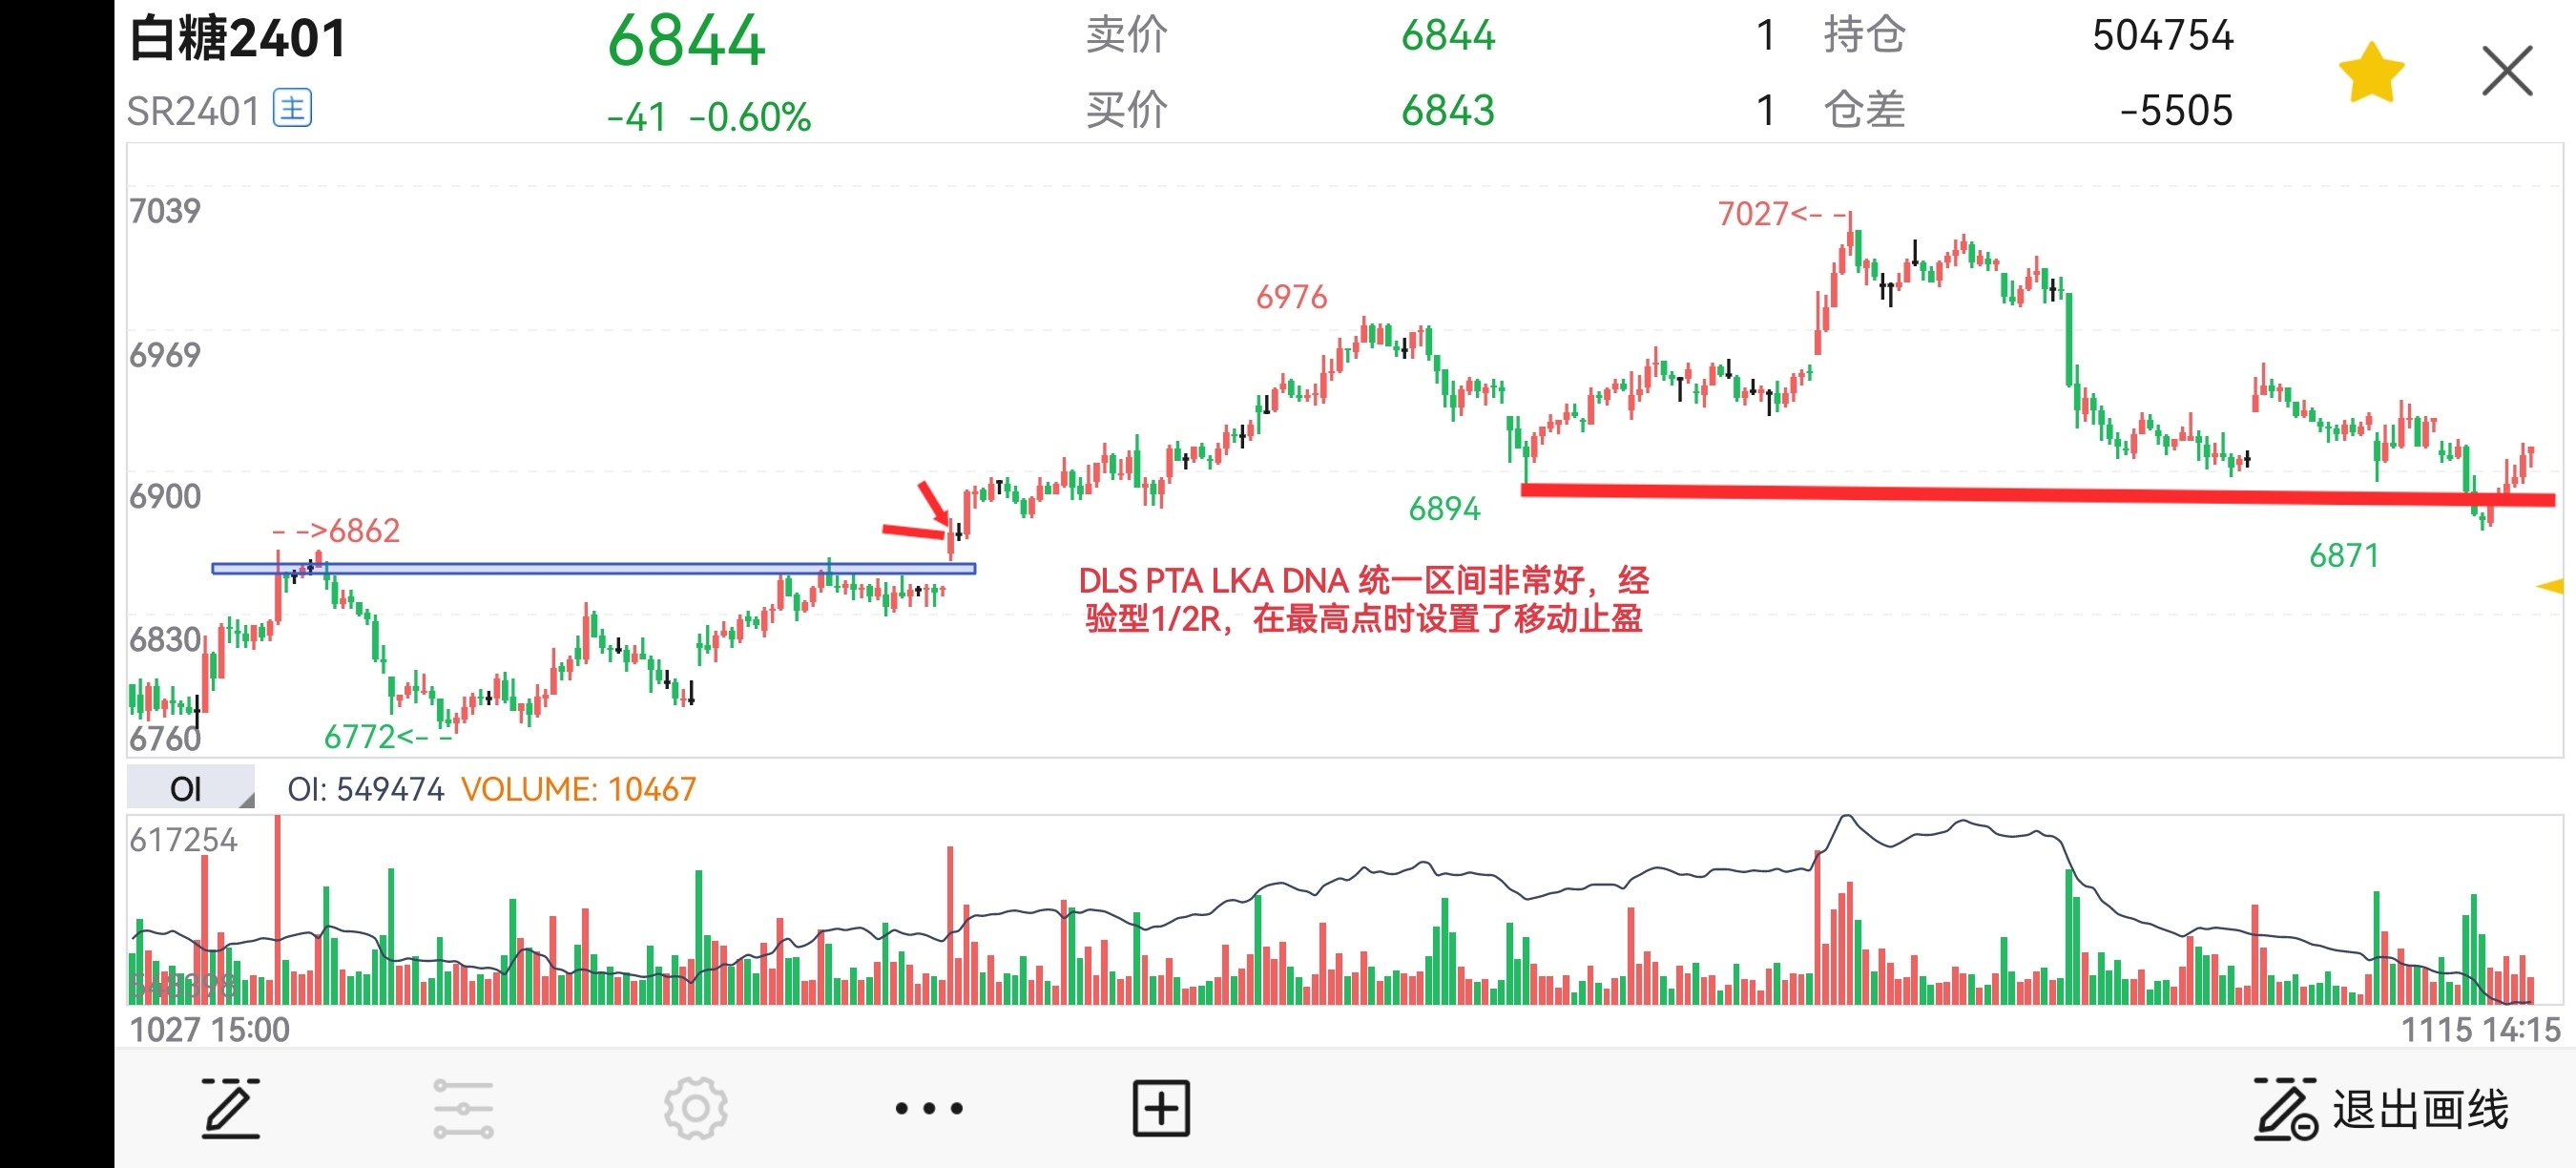 白糖2401 6844 卖价 6844 1 持仓 504754
SR2401 主 -41 -0.60% 买价 6843 1 仓差 -5505
7039
7027<- -
6976
6969
6900
6894
- ->6862
6871
DLS PTA LKA DNA 统一区间非常好，经
验型1/2R，在最高点时设置了移动止盈
6830
6760
6772<- -
OI OI: 549474 VOLUME: 10467
617254
1027 15:00 1115 14:15
退出画线